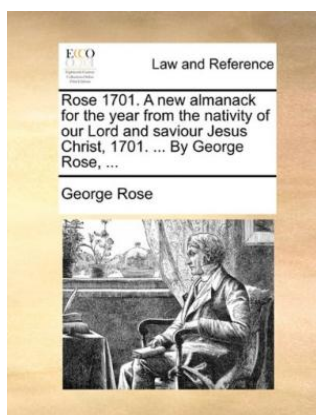 ECCO
Law and Reference
Rose 1701. A new almanack
for the year from the nativity of
our Lord and saviour Jesus
Christ, 1701. ... By George
Rose, ...
George Rose